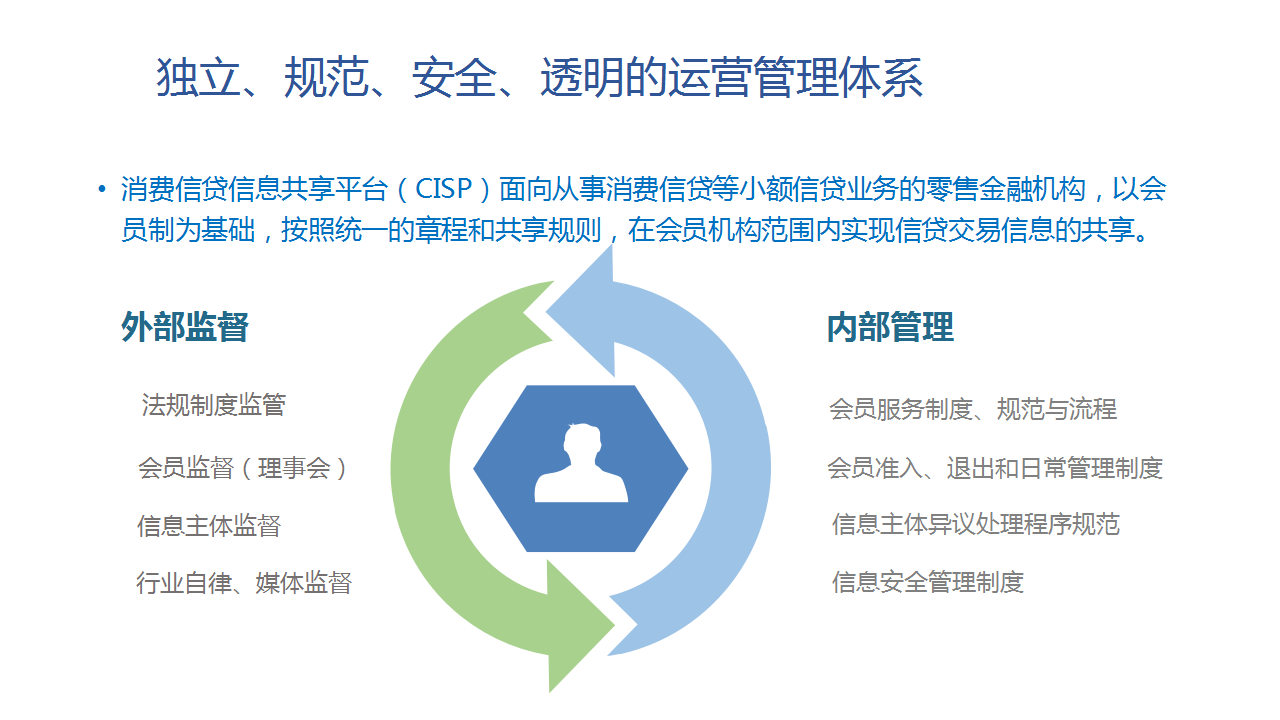 独立、规范、安全、透明的运营管理体系
• 消费信贷信息共享平台（CISP）面向从事消费信贷等小额信贷业务的零售金融机构，以会
员制为基础，按照统一的章程和共享规则，在会员机构范围内实现信贷交易信息的共享。
外部监督
法规制度监管
会员监督（理事会）
信息主体监督
行业自律、媒体监督
内部管理
会员服务制度、规范与流程
会员准入、退出和日常管理制度
信息主体异议处理程序规范
信息安全管理制度